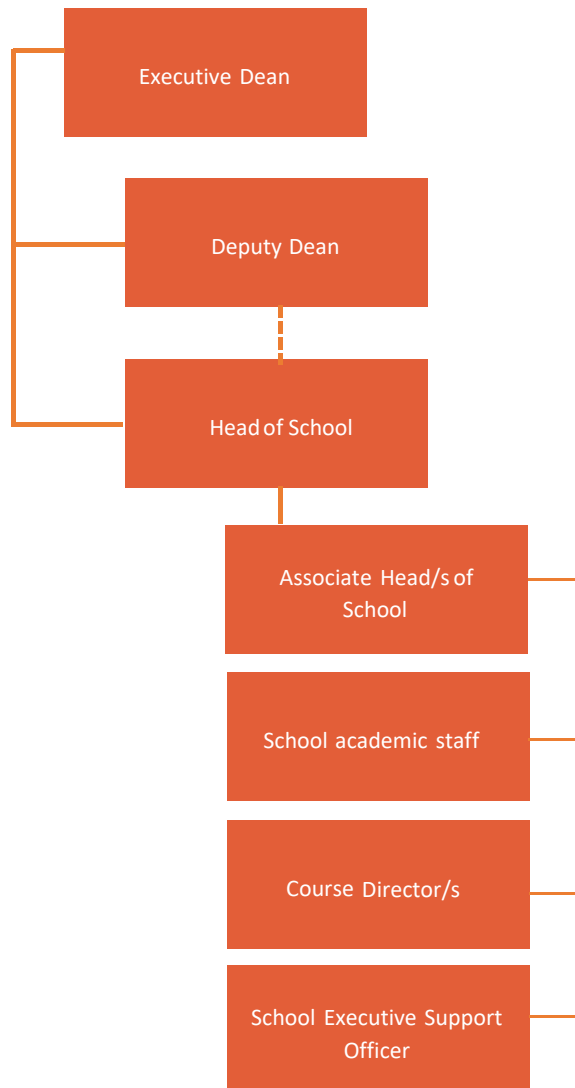 Executive Dean
Deputy Dean
Head of School
Associate Head/s of
School
School academic staff
Course Director/s
School Executive Support
Officer